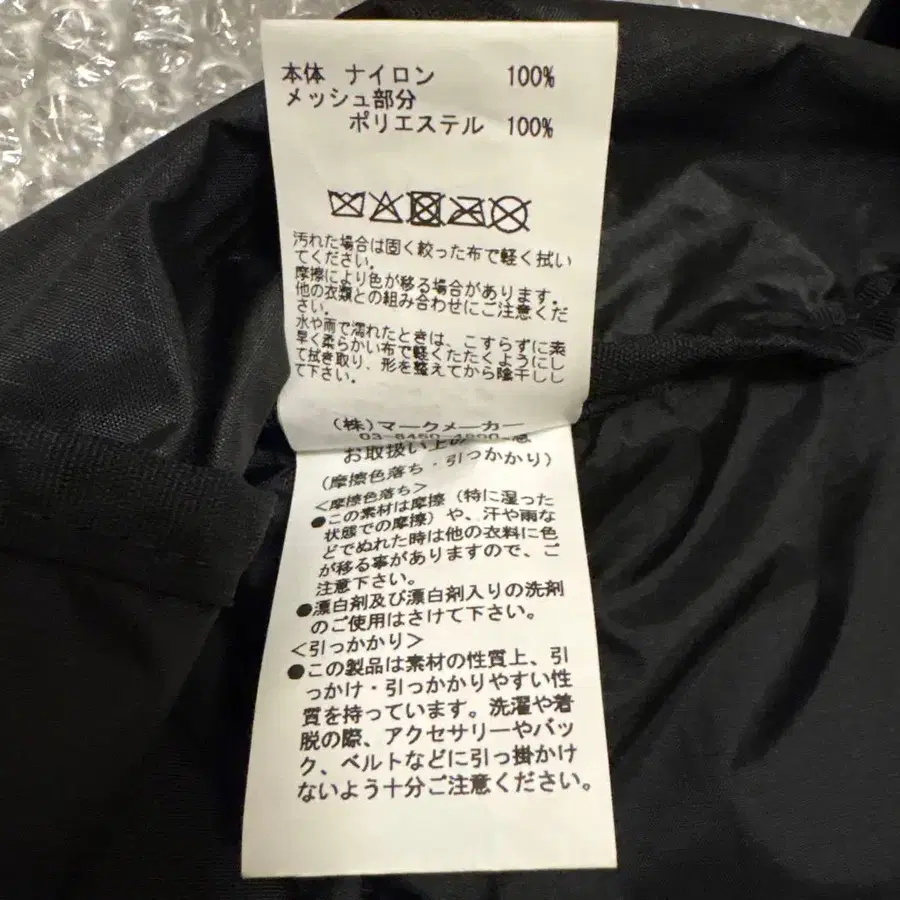 本体 ナイロン 100%
メッシュ部分
ポリエステル 100%
汚れた場合は固く絞った布で軽く拭い
てください。
摩擦により色が移る場合があります。
他の衣類との組み合わせにご注意くだ
さい。
水や雨で濡れたときは、こすらずに素
早く柔らかい布で軽くたたくようにし
て拭き取り、形を整えてから陰干しし
て下さい。
(株)マークメーカー
お取扱い上の
(摩擦色落ち・引っかかり)
<摩擦色落ち>
●この素材は摩擦(特に湿った
状態での摩擦)や、汗や雨な
どでぬれた時は他の衣料に色
が移る事がありますので、ご
注意下さい。
●漂白剤及び漂白剤入りの洗剤
のご使用はさけて下さい。
<引っかかり>
●この製品は素材の性質上、引
っかけ・引っかかりやすい性
質を持っています。洗濯や着
脱の際、アクセサリーやバッ
ク、ベルトなどに引っ掛かけ
ないよう十分ご注意ください。